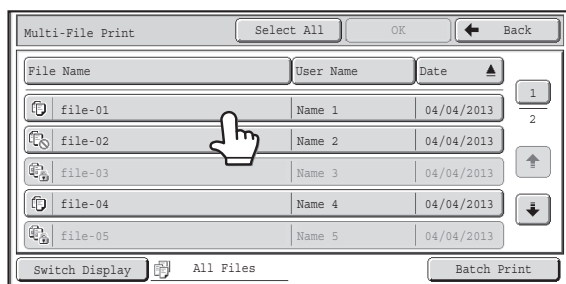 Multi-File Print Select All OK Back
File Name User Name Date
file-01 Name 1 04/04/2013
file-02 Name 2 04/04/2013
file-03 Name 3 04/04/2013
file-04 Name 4 04/04/2013
file-05 Name 5 04/04/2013
1
2
Switch Display All Files Batch Print